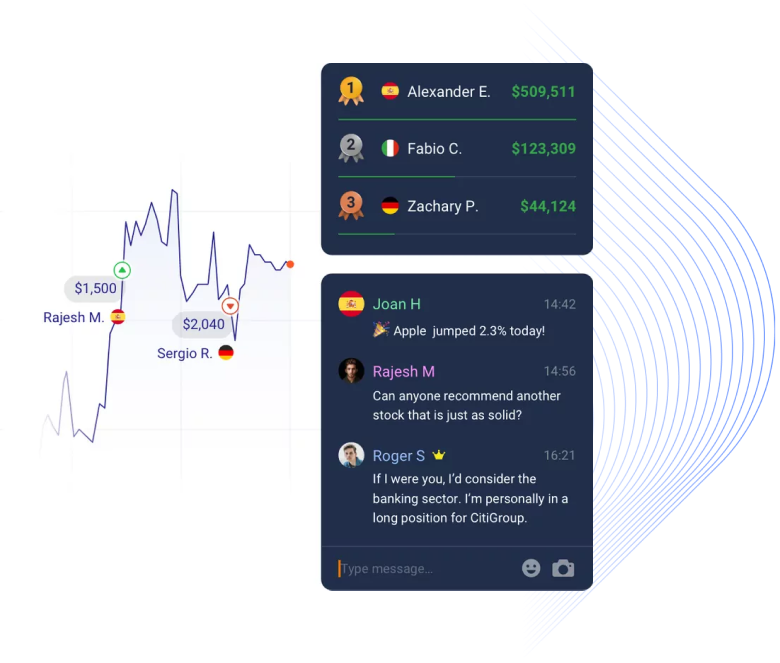 1 Alexander E. $509,511
2 Fabio C. $123,309
3 Zachary P. $44,124
$1,500
Rajesh M.
$2,040
Sergio R.
Joan H 14:42
🎉 Apple jumped 2.3% today!
Rajesh M 14:56
Can anyone recommend another
stock that is just as solid?
Roger S 16:21
If I were you, I'd consider the
banking sector. I'm personally in a
long position for CitiGroup.
Type message...